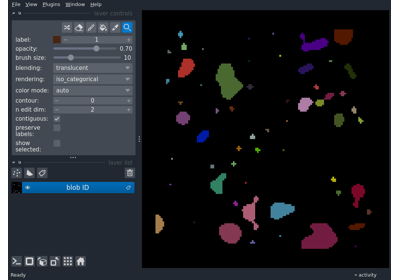 File View Plugins Window Help
layer controls
label: 1
opacity: 0.70
brush size: 10
blending: translucent
rendering: iso_categorical
color mode: auto
contour: 0
n edit dim: 2
contiguous:
preserve
labels:
show
selected:
layer list
blob ID
Ready
activity